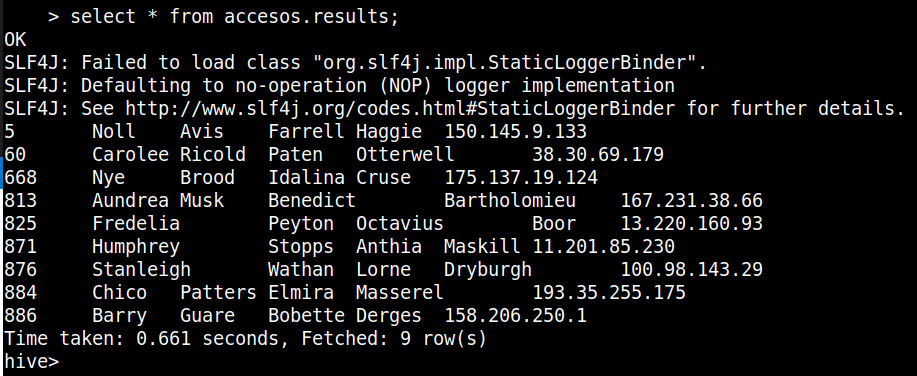 > select * from accesos.results;
OK
SLF4J: Failed to load class "org.slf4j.impl.StaticLoggerBinder".
SLF4J: Defaulting to no-operation (NOP) logger implementation
SLF4J: See http://www.slf4j.org/codes.html#StaticLoggerBinder for further details.
5	Noll	Avis	Farrell	Haggie	150.145.9.133
60	Carolee	Ricold	Paten	Otterwell	38.30.69.179
668	Nye	Brood	Idalina	Cruse	175.137.19.124
813	Aundrea	Musk	Benedict	Bartholomieu	167.231.38.66
825	Fredelia	Peyton	Octavius	Boor	13.220.160.93
871	Humphrey	Stopps	Anthia	Maskill	11.201.85.230
876	Stanleigh	Wathan	Lorne	Dryburgh	100.98.143.29
884	Chico	Patters	Elmira	Masserel	193.35.255.175
886	Barry	Guare	Bobette	Derges	158.206.250.1
Time taken: 0.661 seconds, Fetched: 9 row(s)
hive>